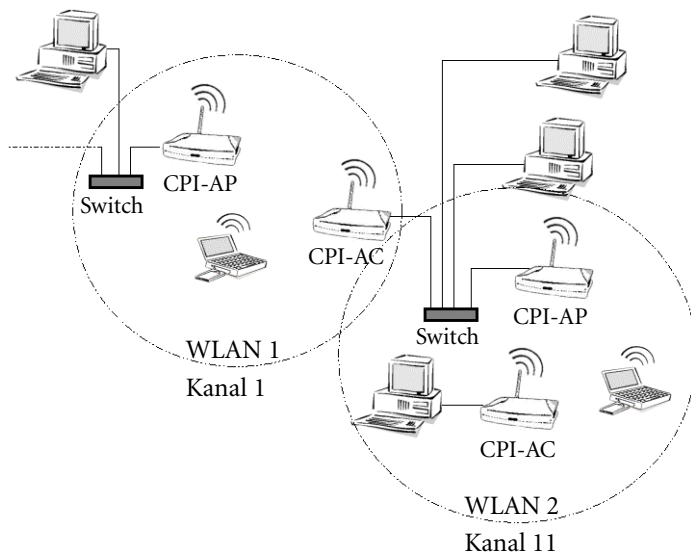 CPI-AP
Switch
CPI-AC
WLAN 1
Kanal 1
CPI-AP
Switch
CPI-AC
WLAN 2
Kanal 11